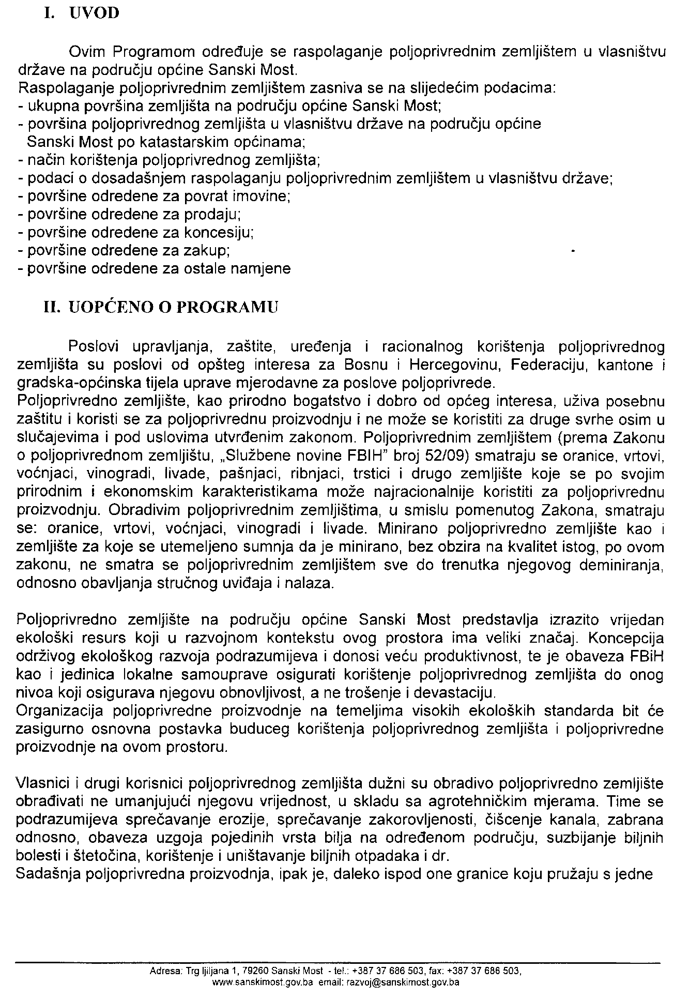 I. UVOD
Ovim Programom određuje se raspolaganje poljoprivrednim zemljištem u vlasništvu
države na području općine Sanski Most.
Raspolaganje poljoprivrednim zemljištem zasniva se na slijedećim podacima:
- ukupna površina zemljišta na području općine Sanski Most;
- površina poljoprivrednog zemljišta u vlasništvu države na području općine
Sanski Most po katastarskim općinama;
- način korištenja poljoprivrednog zemljišta;
- podaci o dosadašnjem raspolaganju poljoprivrednim zemljištem u vlasništvu države;
- površine odredene za povrat imovine;
- površine odredene za prodaju;
- površine odredene za koncesiju;
- površine odredene za zakup;
- površine odredene za ostale namjene
II. UOPĆENO O PROGRAMU
Poslovi upravljanja, zaštite, uređenja i racionalnog korištenja poljoprivrednog
zemljišta su poslovi od opšteg interesa za Bosnu i Hercegovinu, Federaciju, kantone i
gradska-općinska tijela uprave mjerodavne za poslove poljoprivrede.
Poljoprivredno zemljište, kao prirodno bogatstvo i dobro od općeg interesa, uživa posebnu
zaštitu i koristi se za poljoprivrednu proizvodnju i ne može se koristiti za druge svrhe osim u
slučajevima i pod uslovima utvrđenim zakonom. Poljoprivrednim zemljištem (prema Zakonu
o poljoprivrednom zemljištu, „Službene novine FBIH” broj 52/09) smatraju se oranice, vrtovi,
voćnjaci, vinogradi, livade, pašnjaci, ribnjaci, trstici i drugo zemljište koje se po svojim
prirodnim i ekonomskim karakteristikama može najracionalnije koristiti za poljoprivrednu
proizvodnju. Obradivim poljoprivrednim zemljištima, u smislu pomenutog Zakona, smatraju
se: oranice, vrtovi, voćnjaci, vinogradi i livade. Minirano poljoprivredno zemljište kao i
zemljište za koje se utemeljeno sumnja da je minirano, bez obzira na kvalitet istog, po ovom
zakonu, ne smatra se poljoprivrednim zemljištem sve do trenutka njegovog deminiranja,
odnosno obavljanja stručnog uviđaja i nalaza.
Poljoprivredno zemljište na području općine Sanski Most predstavlja izrazito vrijedan
ekološki resurs koji u razvojnom kontekstu ovog prostora ima veliki značaj. Koncepcija
održivog ekološkog razvoja podrazumijeva i donosi veću produktivnost, te je obaveza FBiH
kao i jedinica lokalne samouprave osigurati korištenje poljoprivrednog zemljišta do onog
nivoa koji osigurava njegovu obnovljivost, a ne trošenje i devastaciju.
Organizacija poljoprivredne proizvodnje na temeljima visokih ekoloških standarda bit će
zasigurno osnovna postavka buduceg korištenja poljoprivrednog zemljišta i poljoprivredne
proizvodnje na ovom prostoru.
Vlasnici i drugi korisnici poljoprivrednog zemljišta dužni su obradivo poljoprivredno zemljište
obrađivati ne umanjujući njegovu vrijednost, u skladu sa agrotehničkim mjerama. Time se
podrazumijeva sprečavanje erozije, sprečavanje zakorovljenosti, čišcenje kanala, zabrana
odnosno, obaveza uzgoja pojedinih vrsta bilja na određenom području, suzbijanje biljnih
bolesti i štetočina, korištenje i uništavanje biljnih otpadaka i dr.
Sadašnja poljoprivredna proizvodnja, ipak je, daleko ispod one granice koju pružaju s jedne
Adresa: Trg ljiljana 1, 79260 Sanski Most - tel.: +387 37 686 503, fax: +387 37 686 503,
www.sanskimost.gov.ba email: razvoj@sanskimost.gov.ba